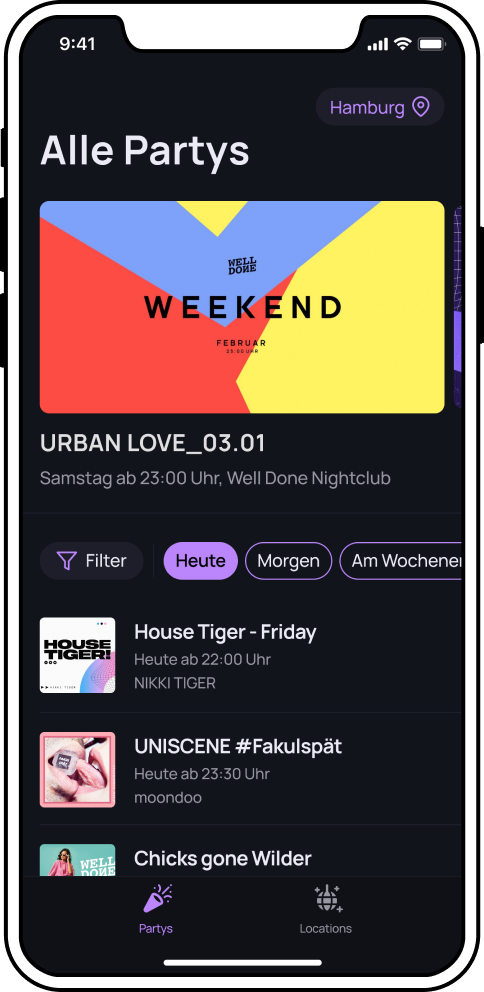 9:41
Hamburg
Alle Partys
WELL
DONE
WEEKEND
FEBRUAR
23:00 UHR
URBAN LOVE_03.01
Samstag ab 23:00 Uhr, Well Done Nightclub
Filter
Heute
Morgen
Am Wochenen
HOUSE
TIGER!
House Tiger - Friday
Heute ab 22:00 Uhr
NIKKI TIGER
UNISCENE #Fakulspät
Heute ab 23:30 Uhr
moondoo
WELL
DONE
Chicks gone Wilder
Partys
Locations